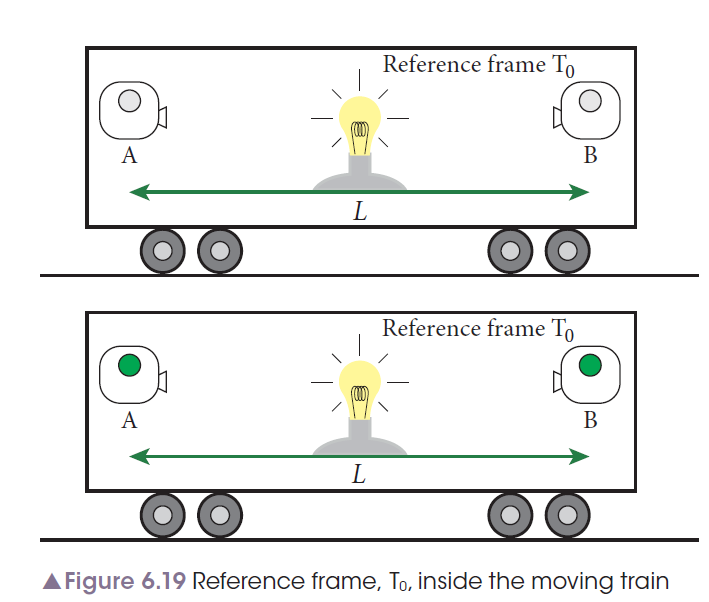 Reference frame T₀
A
B
L
Reference frame T₀
A
B
L
▲Figure 6.19 Reference frame, T₀, inside the moving train